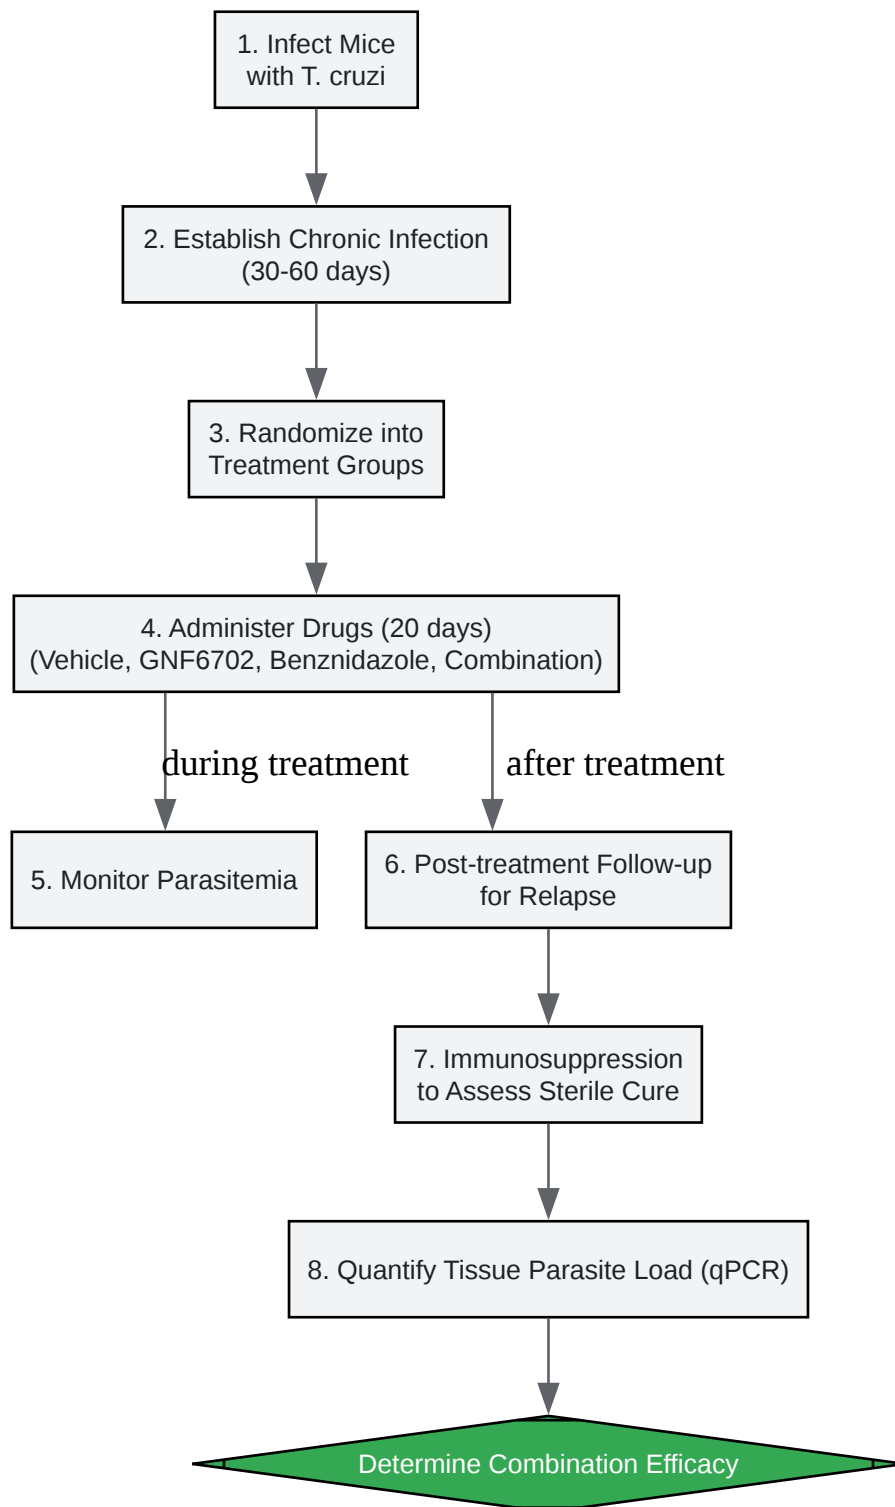 1. Infect Mice
with T. cruzi
2. Establish Chronic Infection
(30-60 days)
3. Randomize into
Treatment Groups
4. Administer Drugs (20 days)
(Vehicle, GNF6702, Benznidazole, Combination)
during treatment
after treatment
5. Monitor Parasitemia
6. Post-treatment Follow-up
for Relapse
7. Immunosuppression
to Assess Sterile Cure
8. Quantify Tissue Parasite Load (qPCR)
Determine Combination Efficacy